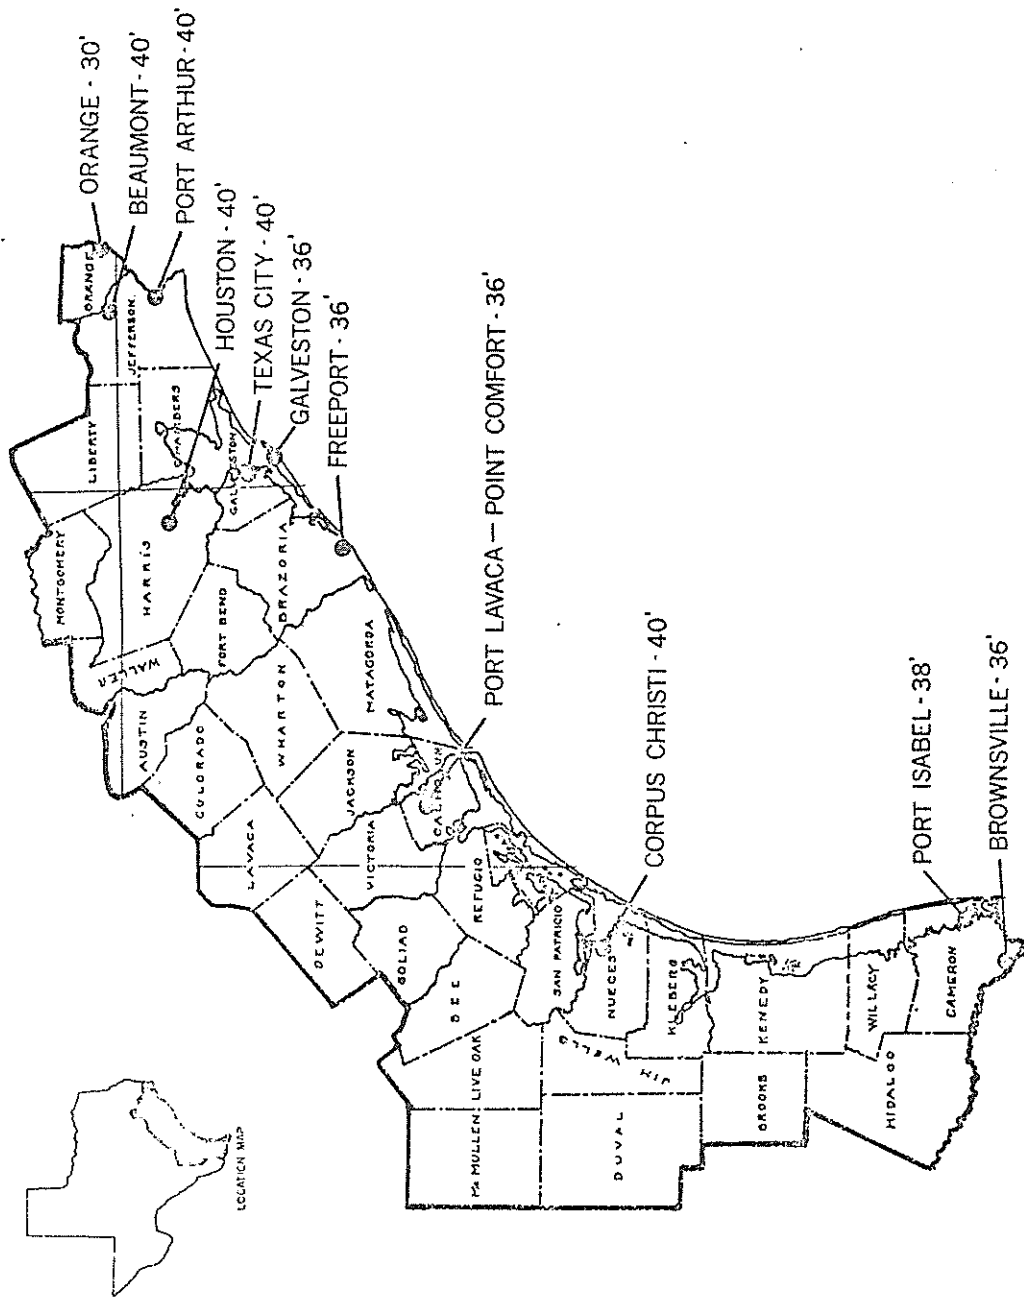 ORANGE - 30'
BEAUMONT - 40'
PORT ARTHUR - 40'
HOUSTON - 40'
TEXAS CITY - 40'
GALVESTON - 36'
FREEPORT - 36'
PORT LAVACA — POINT COMFORT - 36'
CORPUS CHRISTI - 40'
PORT ISABEL - 38'
BROWNSVILLE - 36'
ORANGE
JEFFERSON
LIBERTY
CHAMBERS
MONTGOMERY
HARRIS
GALVESTON
WALLER
FORT BEND
BRAZORIA
AUSTIN
COLORADO
WHARTON
MATAGORDA
LAVACA
JACKSON
DEWITT
VICTORIA
CALHOUN
GOLIAD
REFUGIO
BEE
SAN PATRICIO
LIVE OAK
McMULLEN
NUECES
JIM WELLS
KLEBERG
DUVAL
KENEDY
BROOKS
WILLACY
HIDALGO
CAMERON
LOCATION MAP